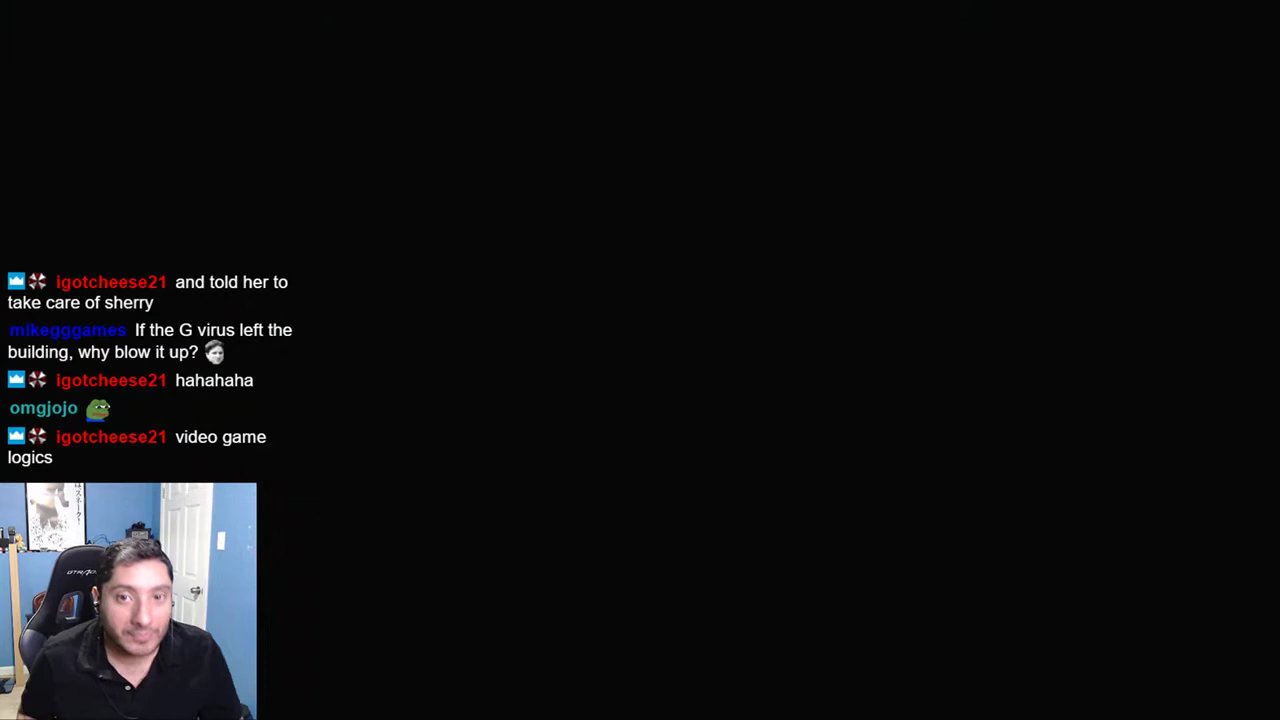 igotcheese21 and told her to
take care of sherry
mikegggames If the G virus left the
building, why blow it up?
igotcheese21 hahahaha
omgjojo
igotcheese21 video game
logics